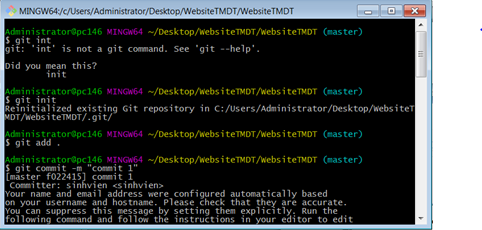 MINGW64:/c/Users/Administrator/Desktop/WebsiteTMDT/WebsiteTMDT
Administrator@pc146 MINGW64 ~/Desktop/WebsiteTMDT/WebsiteTMDT (master)
$ git int
git: 'int' is not a git command. See 'git --help'.
Did you mean this?
init
Administrator@pc146 MINGW64 ~/Desktop/WebsiteTMDT/WebsiteTMDT (master)
$ git init
Reinitialized existing Git repository in C:/Users/Administrator/Desktop/WebsiteT
MDT/WebsiteTMDT/.git/
Administrator@pc146 MINGW64 ~/Desktop/WebsiteTMDT/WebsiteTMDT (master)
$ git add .
Administrator@pc146 MINGW64 ~/Desktop/WebsiteTMDT/WebsiteTMDT (master)
$ git commit -m "commit 1"
[master f022415] commit 1
Committer: sinhvien <sinhvien>
Your name and email address were configured automatically based
on your username and hostname. Please check that they are accurate.
You can suppress this message by setting them explicitly. Run the
following command and follow the instructions in your editor to edit